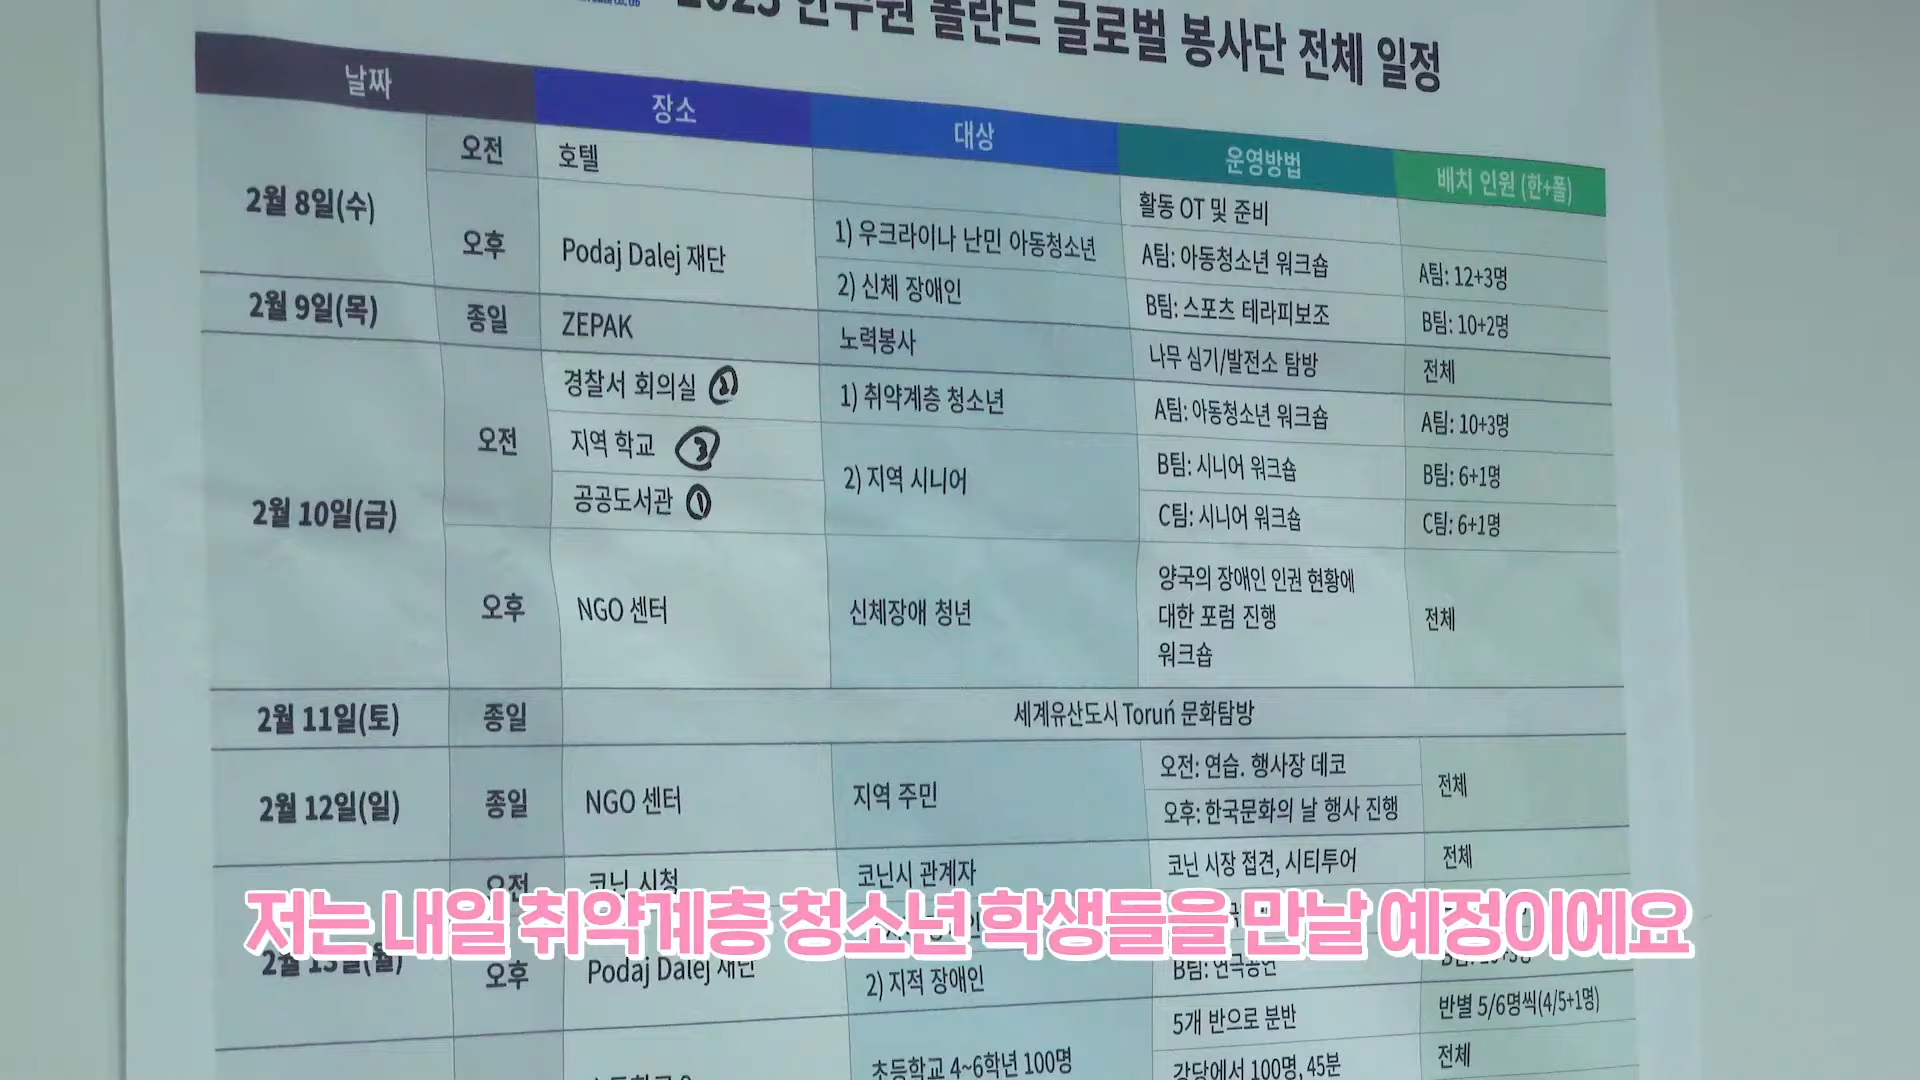 글로벌 봉사단 전체 일정
날짜 장소 대상 운영방법 배치 인원 (한+폴)
2월 8일(수) 오전 호텔 활동 OT 및 준비
오후 Podaj Dalej 재단 1) 우크라이나 난민 아동청소년 A팀: 아동청소년 워크숍 A팀: 12+3명
2) 신체 장애인 B팀: 스포츠 테라피보조 B팀: 10+2명
2월 9일(목) 종일 ZEPAK 노력봉사 나무 심기/발전소 탐방 전체
2월 10일(금) 오전 경찰서 회의실 1) 취약계층 청소년 A팀: 아동청소년 워크숍 A팀: 10+3명
지역 학교 ③ 2) 지역 시니어 B팀: 시니어 워크숍 B팀: 6+1명
공공도서관 ① C팀: 시니어 워크숍 C팀: 6+1명
오후 NGO 센터 신체장애 청년 양국의 장애인 인권 현황에
대한 포럼 진행
워크숍
전체
2월 11일(토) 종일 세계유산도시 Toruń 문화탐방
2월 12일(일) 종일 NGO 센터 지역 주민 오전: 연습. 행사장 데코 전체
오후: 한국문화의 날 행사 진행
오전 코닌 시청 코닌시 관계자 코닌 시장 접견, 시티투어 전체
저는 내일 취약계층 청소년 학생들을 만날 예정이에요
오후 Podaj Dalej 재단 2) 지적 장애인 B팀: 연극공연
5개 반으로 분반 반별 5/6명씩(4/5+1명)
초등학교 4~6학년 100명 강당에서 100명, 45분 전체